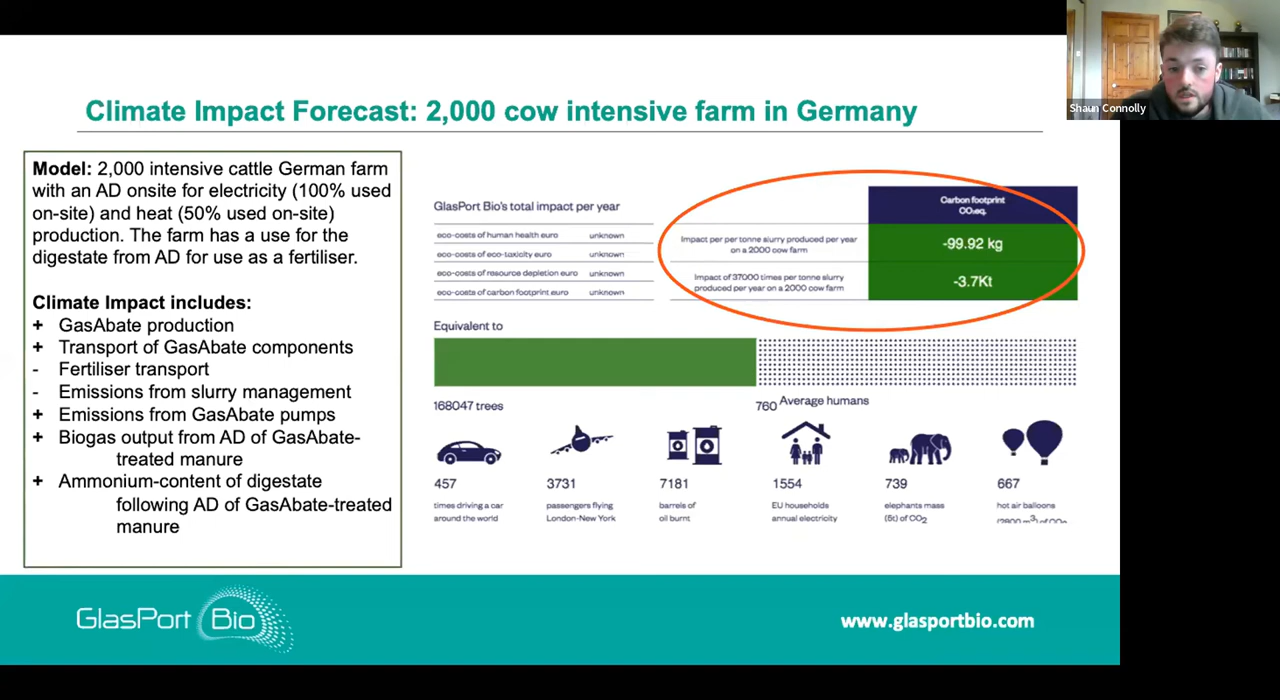 Shaun Connolly
Climate Impact Forecast: 2,000 cow intensive farm in Germany
Model: 2,000 intensive cattle German farm
with an AD onsite for electricity (100% used
on-site) and heat (50% used on-site)
production. The farm has a use for the
digestate from AD for use as a fertiliser.
Climate Impact includes:
+ GasAbate production
+ Transport of GasAbate components
- Fertiliser transport
- Emissions from slurry management
+ Emissions from GasAbate pumps
+ Biogas output from AD of GasAbate-
treated manure
+ Ammonium-content of digestate
following AD of GasAbate-treated
manure
GlasPort Bio's total impact per year
eco-costs of human health euro unknown
eco-costs of eco-toxicity euro unknown
eco-costs of resource depletion euro unknown
eco-costs of carbon footprint euro unknown
Carbon footprint
CO₂eq.
Impact per per tonne slurry produced per year
on a 2000 cow farm
-99.92 kg
Impact of 37000 times per tonne slurry
produced per year on a 2000 cow farm
-3.7Kt
Equivalent to
168047 trees
760 Average humans
457
times driving a car
around the world
3731
passengers flying
London-New York
7181
barrels of
oil burnt
1554
EU households
annual electricity
739
elephants mass
(5t) of CO₂
667
hot air balloons
(2800 m³) of CO₂
GlasPort Bio
www.glasportbio.com